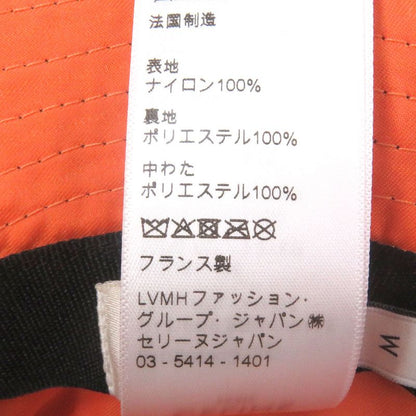 法国制造
表地
ナイロン100%
裏地
ポリエステル100%
中わた
ポリエステル100%
フランス製
LVMHファッション・
グループ・ジャパン㈱
セリーヌジャパン
03 - 5414 - 1401
M